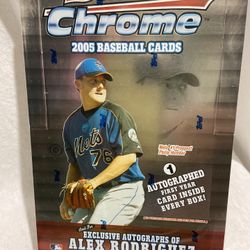 Chrome
2005 BASEBALL CARDS
Mets
76
1
AUTOGRAPHED
FIRST YEAR
CARD INSIDE
EVERY BOX!
EXCLUSIVE AUTOGRAPHS OF
ALEX RODRIGUEZ